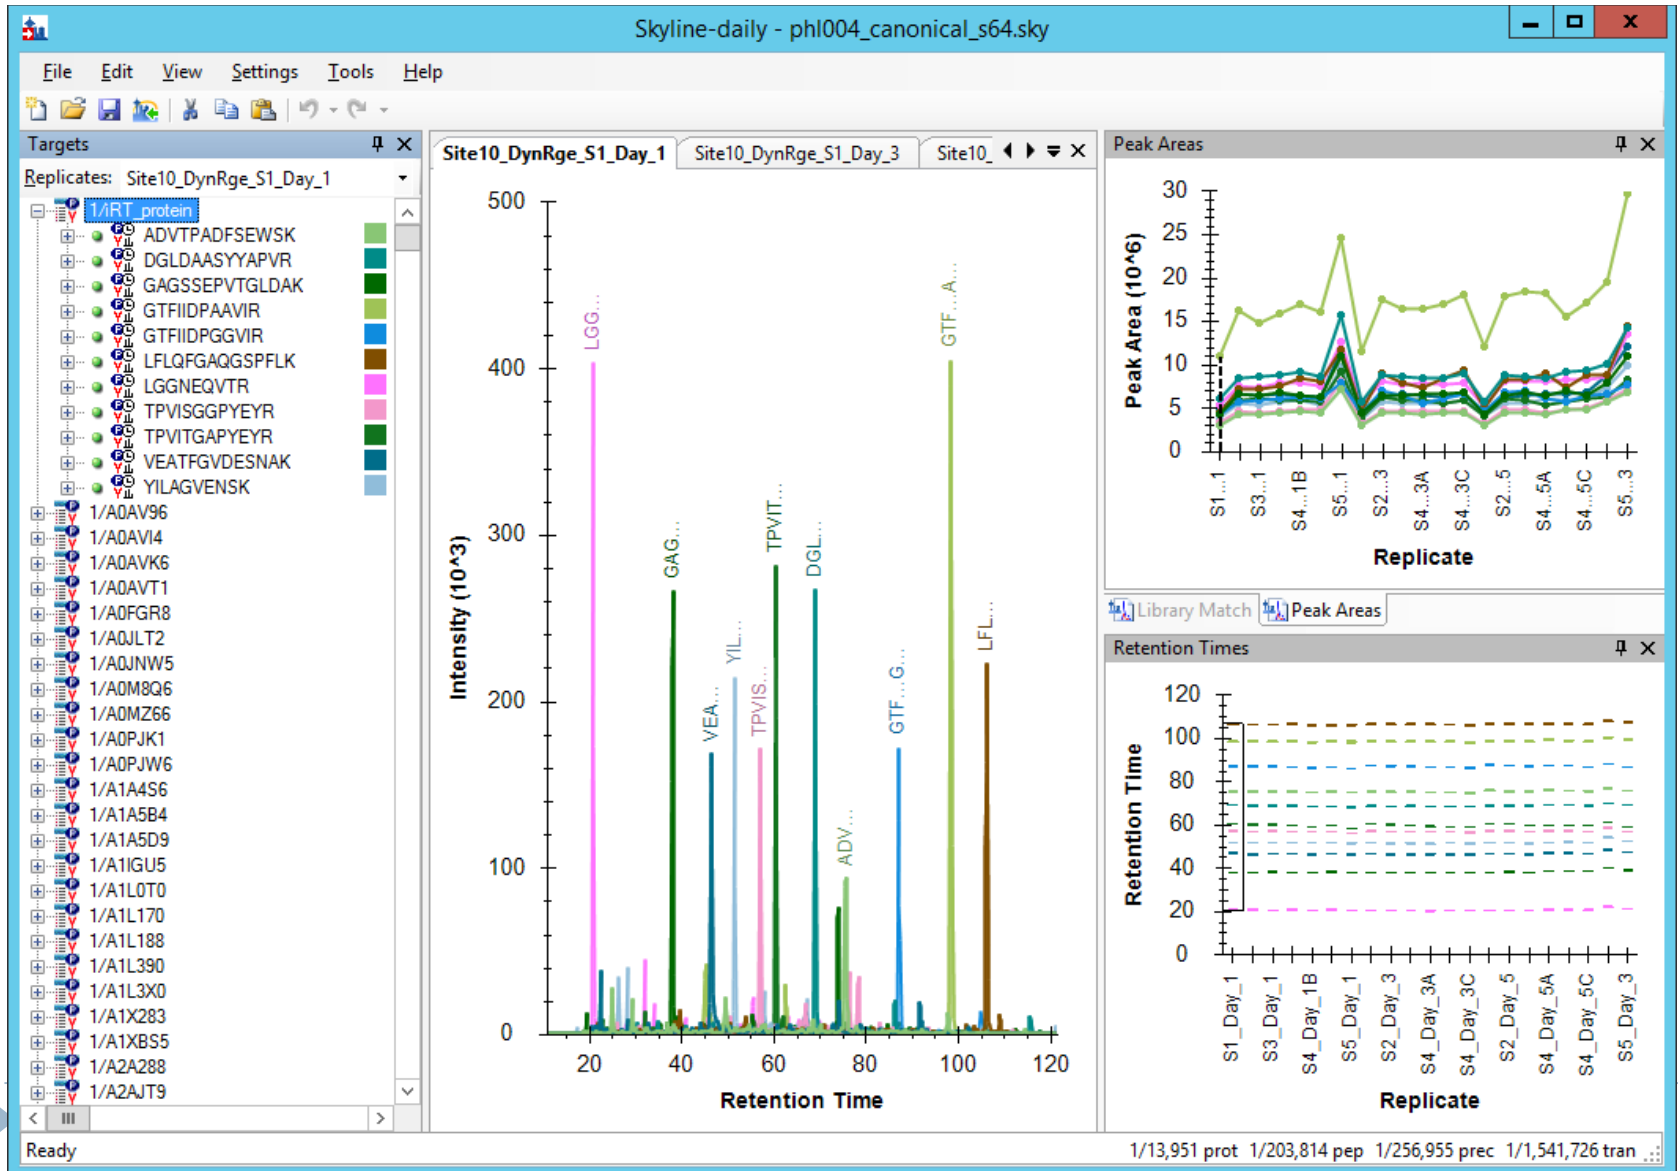 Skyline-daily - phl004_canonical_s64.sky
File Edit View Settings Tools Help
Targets
Replicates: Site10_DynRge_S1_Day_1
1/iRT_protein
ADVTPADFSEWSK
DGLDAASYYAPVR
GAGSSEPVTGLDAK
GTFIIDPAAVIR
GTFIIDPGGVIR
LFLQFGAQGSPFLK
LGGNEQVTR
TPVISGGPYEYR
TPVITGAPYEYR
VEATFGVDESNAK
YILAGVENSK
1/A0AV96
1/A0AVI4
1/A0AVK6
1/A0AVT1
1/A0FGR8
1/A0JLT2
1/A0JNW5
1/A0M8Q6
1/A0MZ66
1/A0PJK1
1/A0PJW6
1/A1A4S6
1/A1A5B4
1/A1A5D9
1/A1IGU5
1/A1L0T0
1/A1L170
1/A1L188
1/A1L390
1/A1L3X0
1/A1X283
1/A1XBS5
1/A2A288
1/A2AJT9
Site10_DynRge_S1_Day_1 Site10_DynRge_S1_Day_3 Site10_
500
400
300
200
100
0
Intensity (10^3)
LGG...
GAG...
VEA...
YIL...
TPVIS...
TPVIT...
DGL...
ADV...
GTF...G...
GTF...A...
LFL...
20 40 60 80 100 120
Retention Time
Peak Areas
30
25
20
15
10
5
0
Peak Area (10^6)
S1...1 S3...1 S4...1B S5...1 S2...3 S4...3A S4...3C S2...5 S4...5A S4...5C S5...3
Replicate
Library Match Peak Areas
Retention Times
120
100
80
60
40
20
0
Retention Time
S1_Day_1 S3_Day_1 S4_Day_1B S5_Day_1 S2_Day_3 S4_Day_3A S4_Day_3C S2_Day_5 S4_Day_5A S4_Day_5C S5_Day_3
Replicate
Ready
1/13,951 prot 1/203,814 pep 1/256,955 prec 1/1,541,726 tran